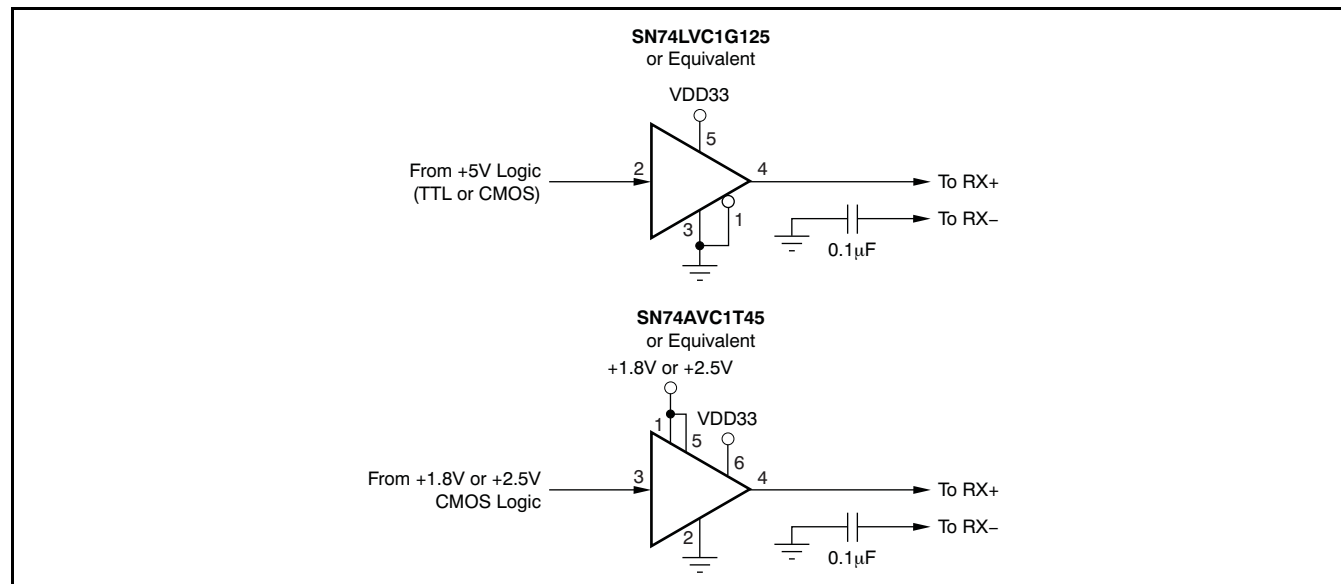 SN74LVC1G125
or Equivalent
VDD33
5
From +5V Logic
(TTL or CMOS)
2
4
To RX+
1
3
To RX−
0.1µF
SN74AVC1T45
or Equivalent
+1.8V or +2.5V
VDD33
1
5
6
From +1.8V or +2.5V
CMOS Logic
3
4
To RX+
2
To RX−
0.1µF